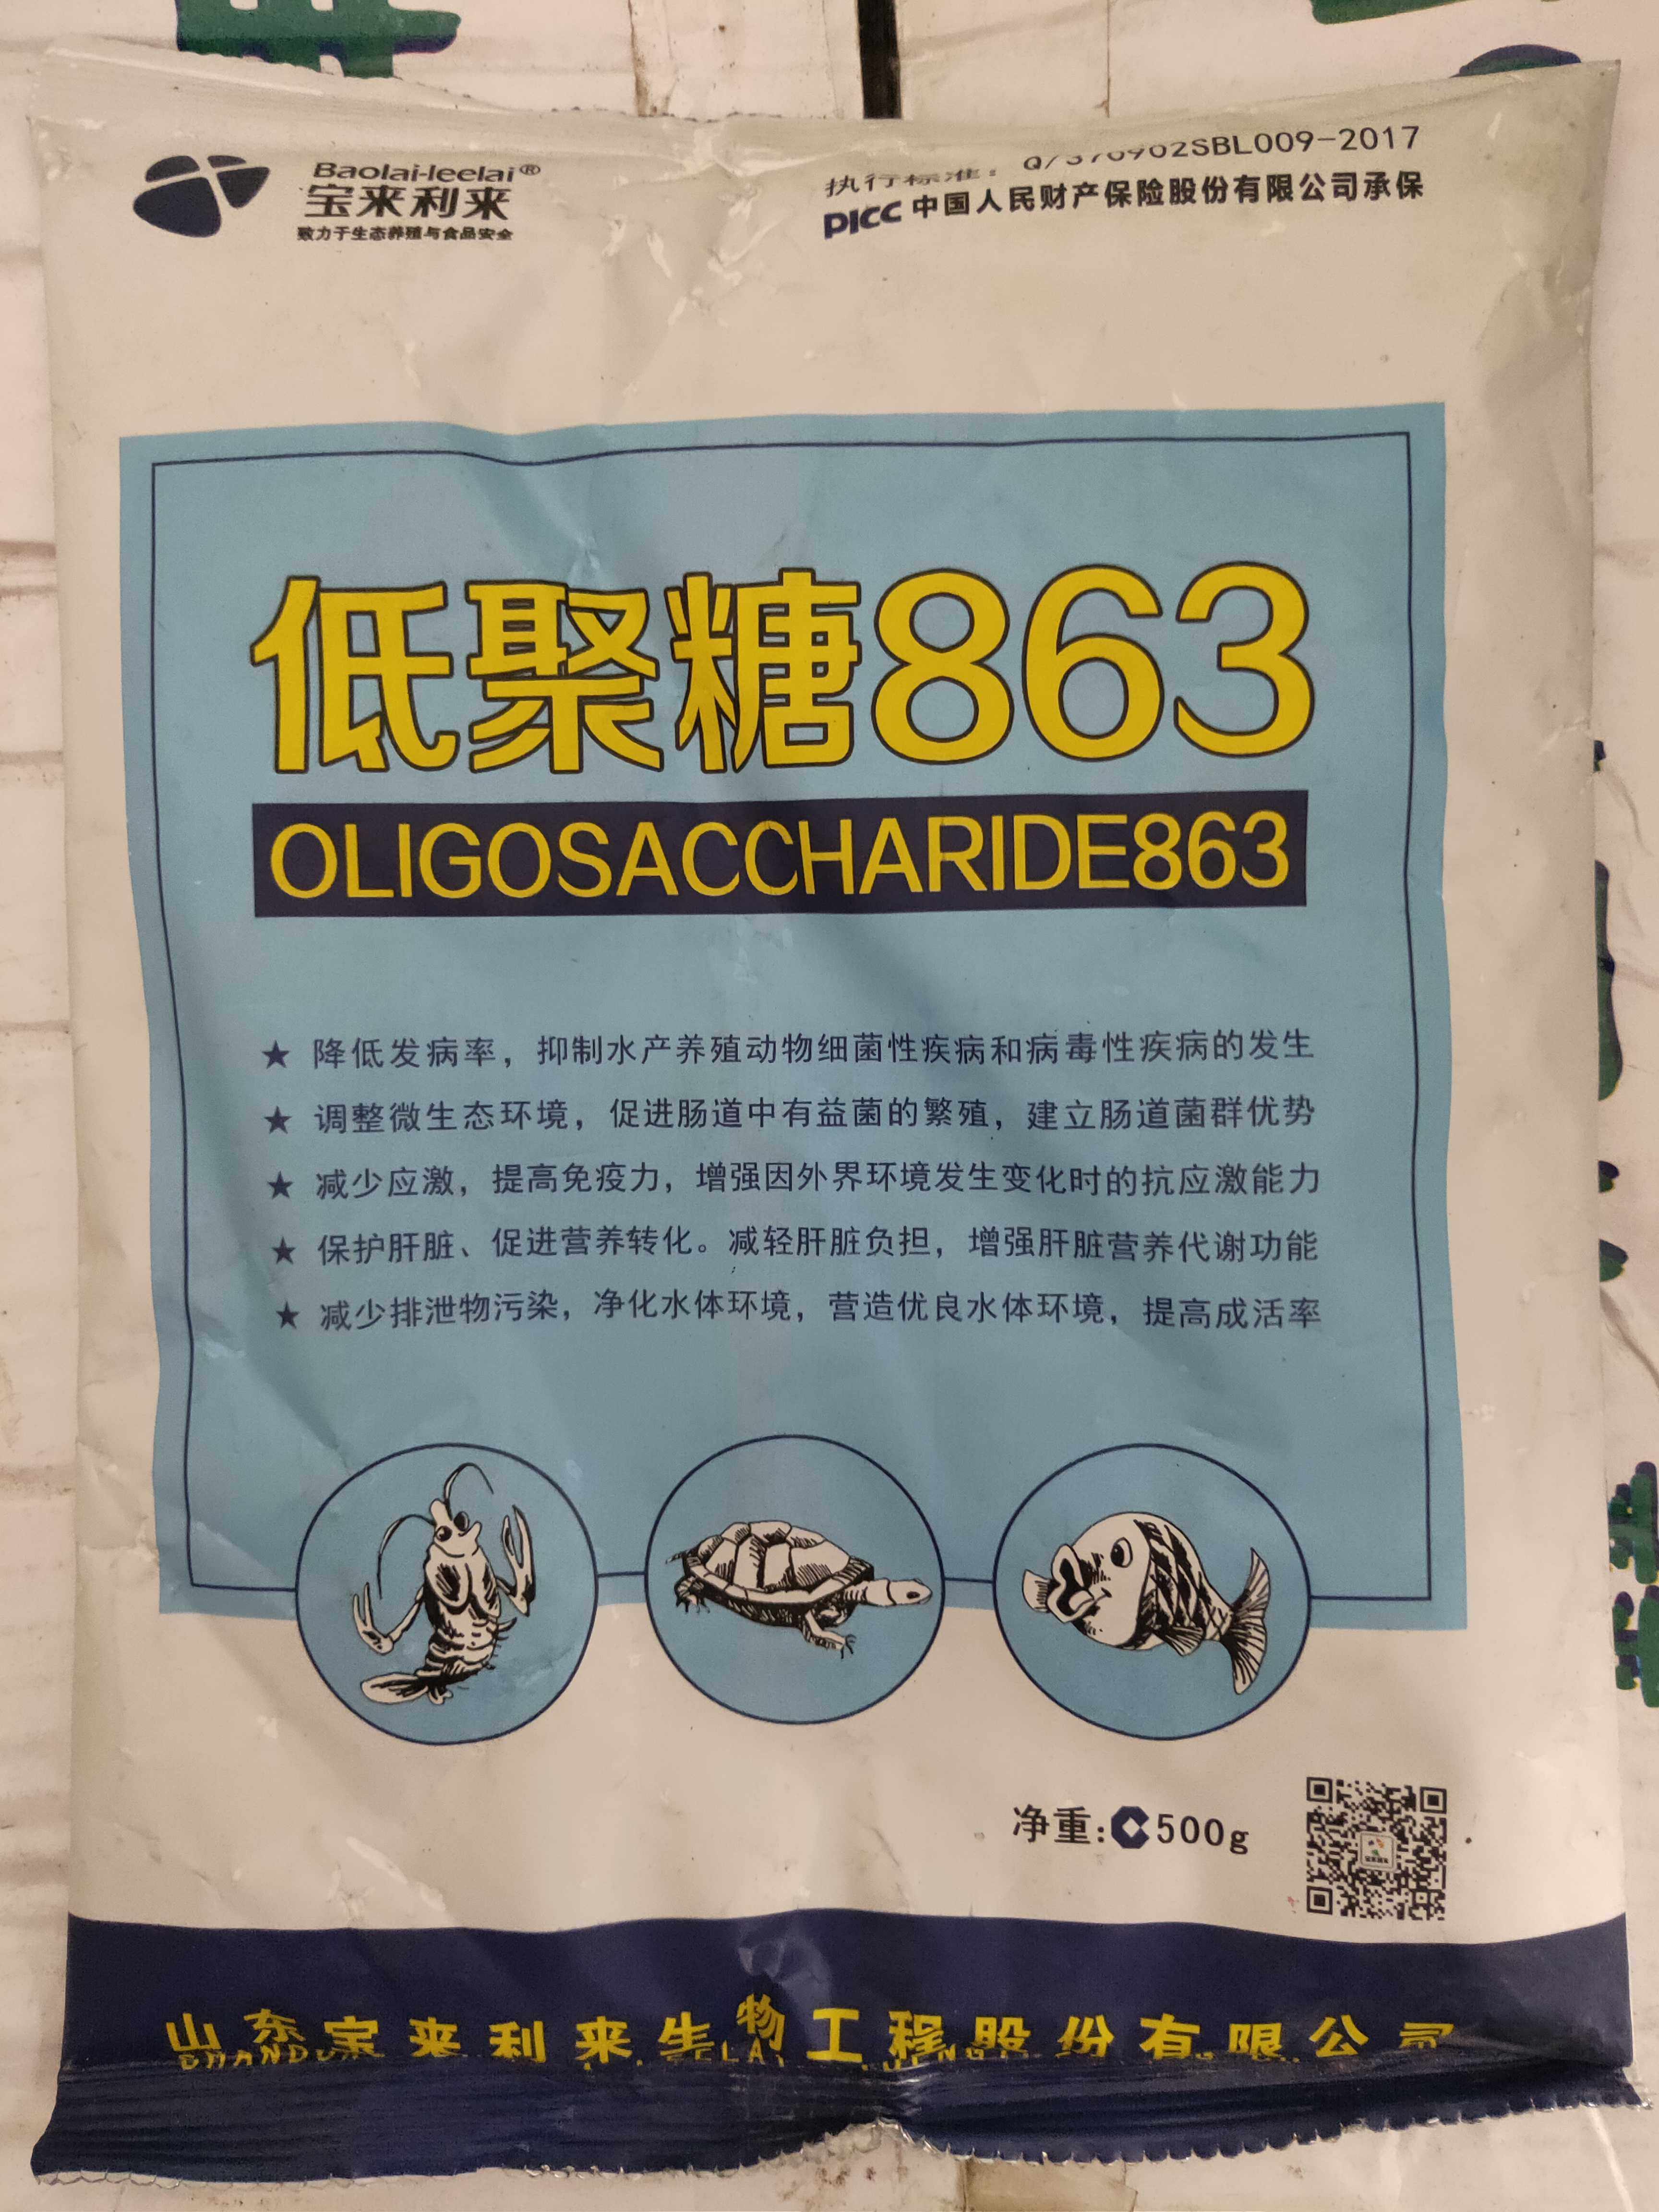 Baolai-leelai®
宝来利来
致力于生态养殖与食品安全
执行标准：Q/370902SBL009-2017
PICC 中国人民财产保险股份有限公司承保
低聚糖863
OLIGOSACCHARIDE863
★ 降低发病率，抑制水产养殖动物细菌性疾病和病毒性疾病的发生
★ 调整微生态环境，促进肠道中有益菌的繁殖，建立肠道菌群优势
★ 减少应激，提高免疫力，增强因外界环境发生变化时的抗应激能力
★ 保护肝脏、促进营养转化。减轻肝脏负担，增强肝脏营养代谢功能
★ 减少排泄物污染，净化水体环境，营造优良水体环境，提高成活率
净重：500g
山东宝来利来生物工程股份有限公司